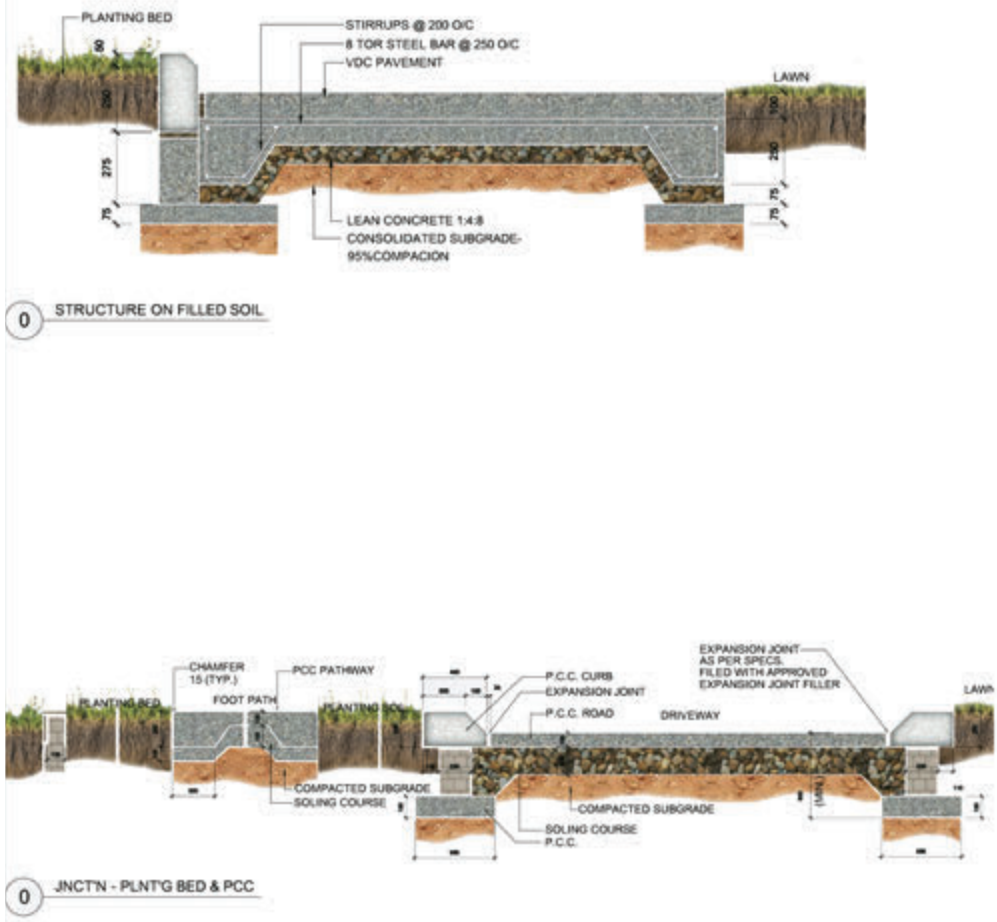 PLANTING BED
STIRRUPS @ 200 O/C
8 TOR STEEL BAR @ 250 O/C
VDC PAVEMENT
LAWN
50
250
275
75
100
250
75
75
LEAN CONCRETE 1:4:8
CONSOLIDATED SUBGRADE-
95%COMPACION
0
STRUCTURE ON FILLED SOIL
CHAMFER
15 (TYP.)
PCC PATHWAY
FOOT PATH
PLANTING BED
PLANTING SOIL
P.C.C. CURB
EXPANSION JOINT
P.C.C. ROAD
DRIVEWAY
EXPANSION JOINT
AS PER SPECS.
FILED WITH APPROVED
EXPANSION JOINT FILLER
LAWN
COMPACTED SUBGRADE
SOLING COURSE
COMPACTED SUBGRADE
(MIN.)
SOLING COURSE
P.C.C.
0
JNCT'N - PLNT'G BED & PCC